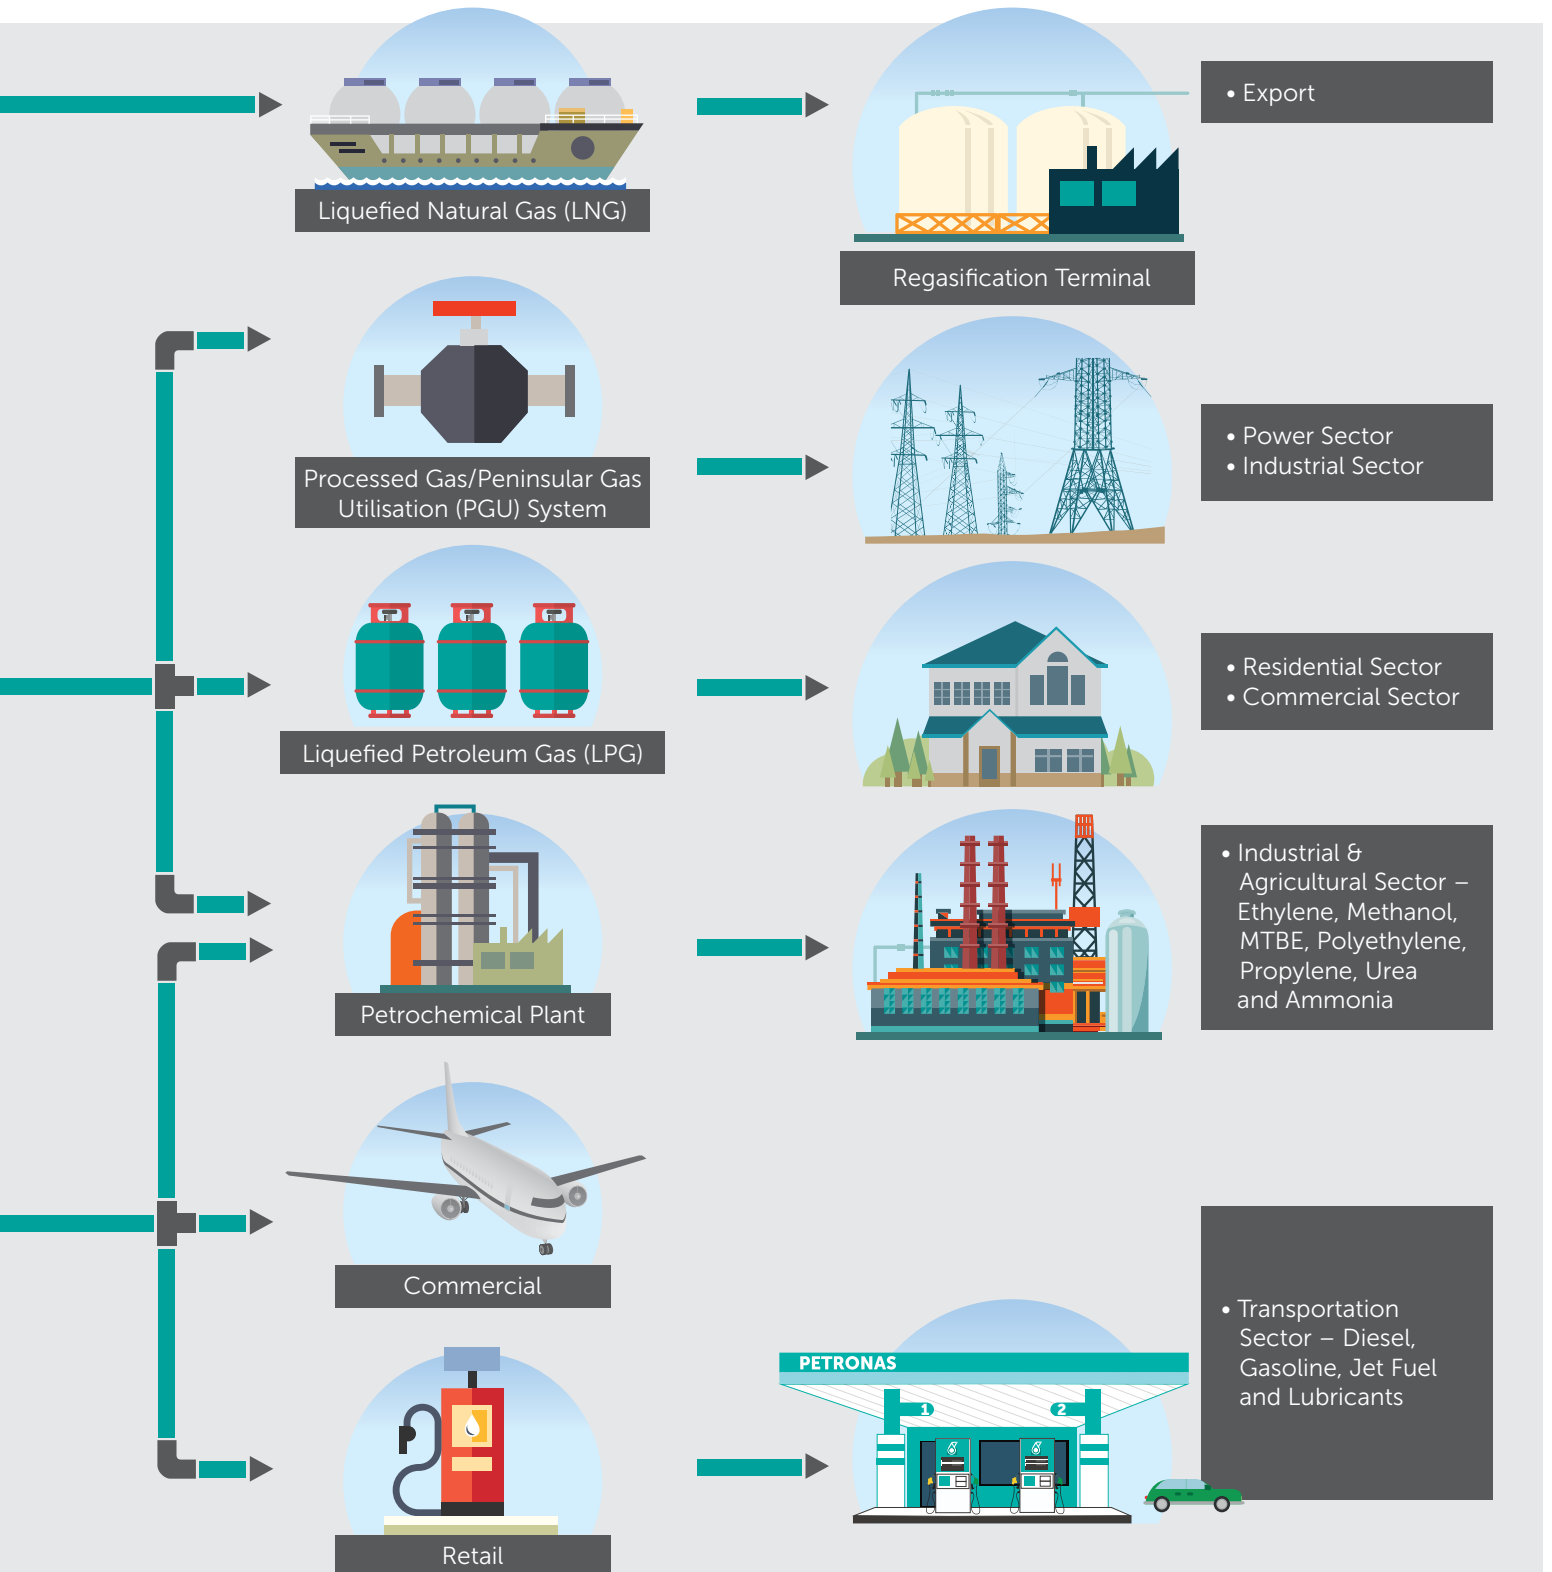 Liquefied Natural Gas (LNG)
Regasification Terminal
• Export
Processed Gas/Peninsular Gas
Utilisation (PGU) System
• Power Sector
• Industrial Sector
Liquefied Petroleum Gas (LPG)
• Residential Sector
• Commercial Sector
Petrochemical Plant
• Industrial &
Agricultural Sector –
Ethylene, Methanol,
MTBE, Polyethylene,
Propylene, Urea
and Ammonia
Commercial
Retail
PETRONAS
1
2
• Transportation
Sector – Diesel,
Gasoline, Jet Fuel
and Lubricants